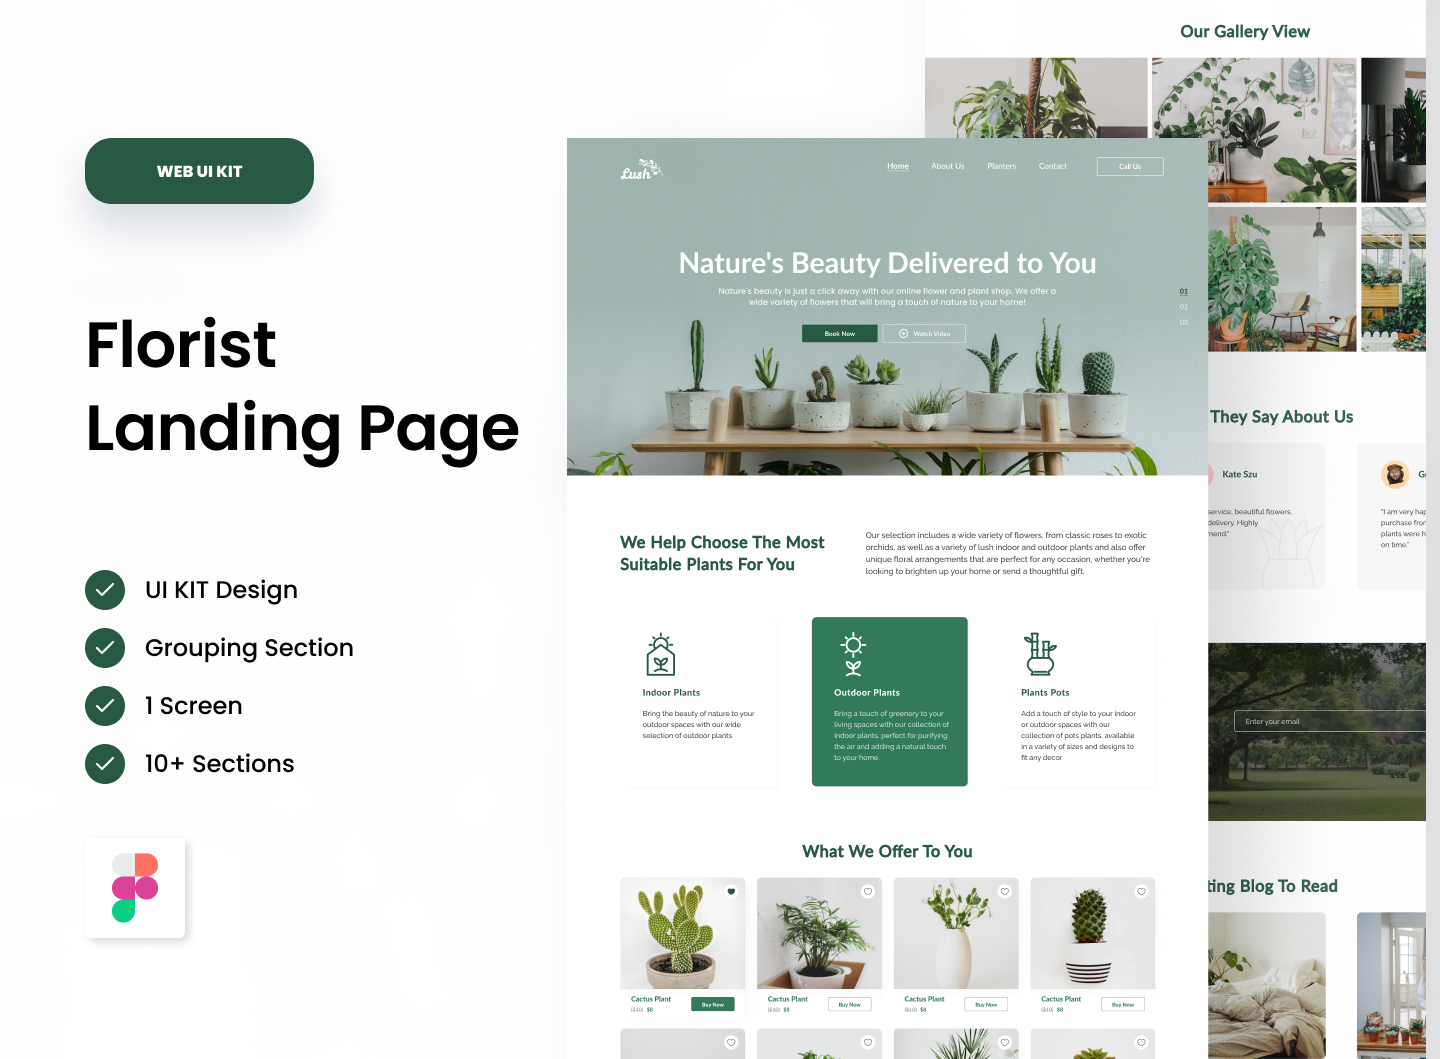 WEB UI KIT
Florist
Landing Page
UI KIT Design
Grouping Section
1 Screen
10+ Sections
Lush
Home
About Us
Planters
Contact
Call Us
Nature's Beauty Delivered to You
Nature's beauty is just a click away with our online flower and plant shop. We offer a
wide variety of flowers that will bring a touch of nature to your home!
Book Now
Watch Video
01
02
03
We Help Choose The Most
Suitable Plants For You
Our selection includes a wide variety of flowers, from classic roses to exotic
orchids, as well as a variety of lush indoor and outdoor plants and also offer
unique floral arrangements that are perfect for any occasion, whether you're
looking to brighten up your home or send a thoughtful gift.
Indoor Plants
Bring the beauty of nature to your
outdoor spaces with our wide
selection of outdoor plants
Outdoor Plants
Bring a touch of greenery to your
living spaces with our collection of
indoor plants, perfect for purifying
the air and adding a natural touch
to your home.
Plants Pots
Add a touch of style to your indoor
or outdoor spaces with our
collection of pots plants, available
in a variety of sizes and designs to
fit any decor
What We Offer To You
Cactus Plant
($10) $8
Buy Now
Cactus Plant
($10) $8
Buy Now
Cactus Plant
($10) $8
Buy Now
Cactus Plant
($10) $8
Buy Now
Our Gallery View
They Say About Us
Kate Szu
service, beautiful flowers,
delivery. Highly
mend."
"I am very hap
purchase from
plants were h
on time."
Enter your email
ting Blog To Read